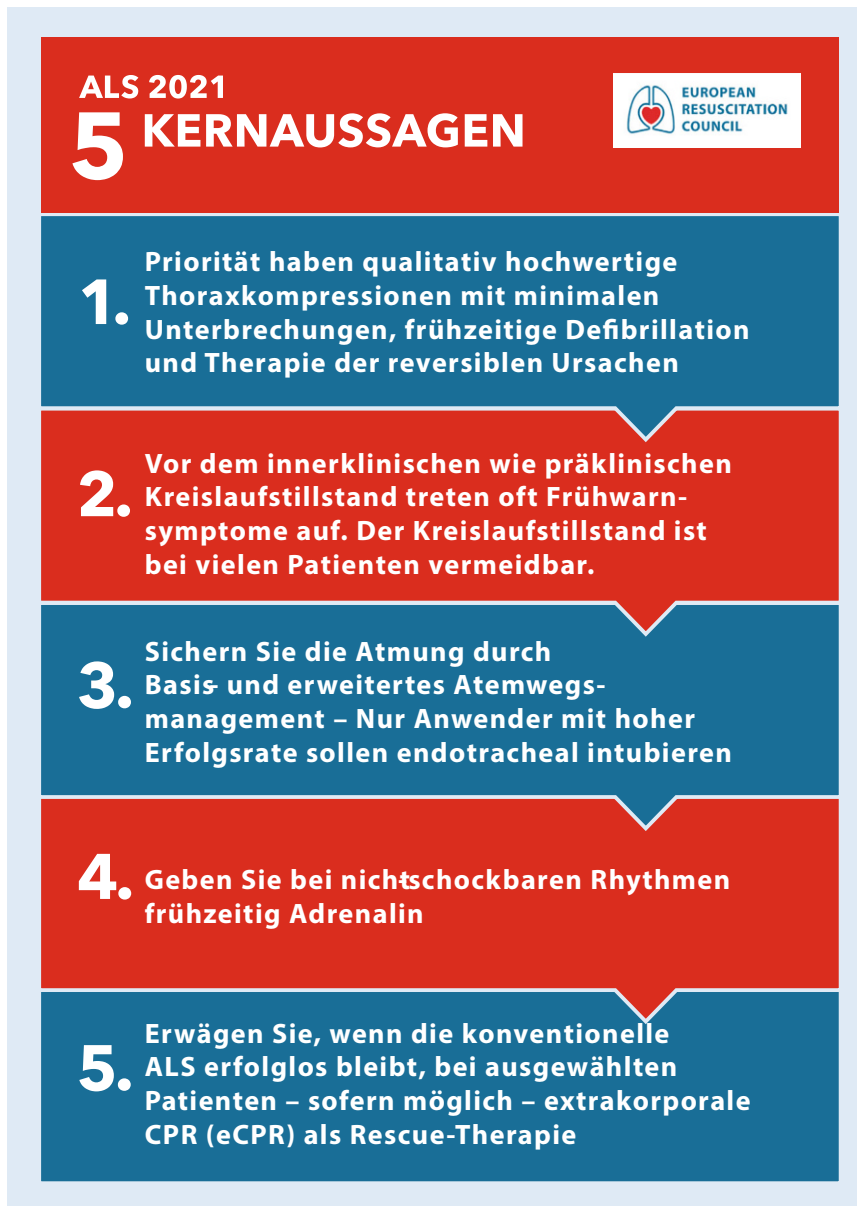 ALS 2021
5 KERNAUSSAGEN
EUROPEAN
RESUSCITATION
COUNCIL
1.
Priorität haben qualitativ hochwertige
Thoraxkompressionen mit minimalen
Unterbrechungen, frühzeitige Defibrillation
und Therapie der reversiblen Ursachen
2.
Vor dem innerklinischen wie präklinischen
Kreislaufstillstand treten oft Frühwarn-
symptome auf. Der Kreislaufstillstand ist
bei vielen Patienten vermeidbar.
3.
Sichern Sie die Atmung durch
Basis- und erweitertes Atemwegs-
management – Nur Anwender mit hoher
Erfolgsrate sollen endotracheal intubieren
4.
Geben Sie bei nicht-schockbaren Rhythmen
frühzeitig Adrenalin
5.
Erwägen Sie, wenn die konventionelle
ALS erfolglos bleibt, bei ausgewählten
Patienten – sofern möglich – extrakorporale
CPR (eCPR) als Rescue-Therapie